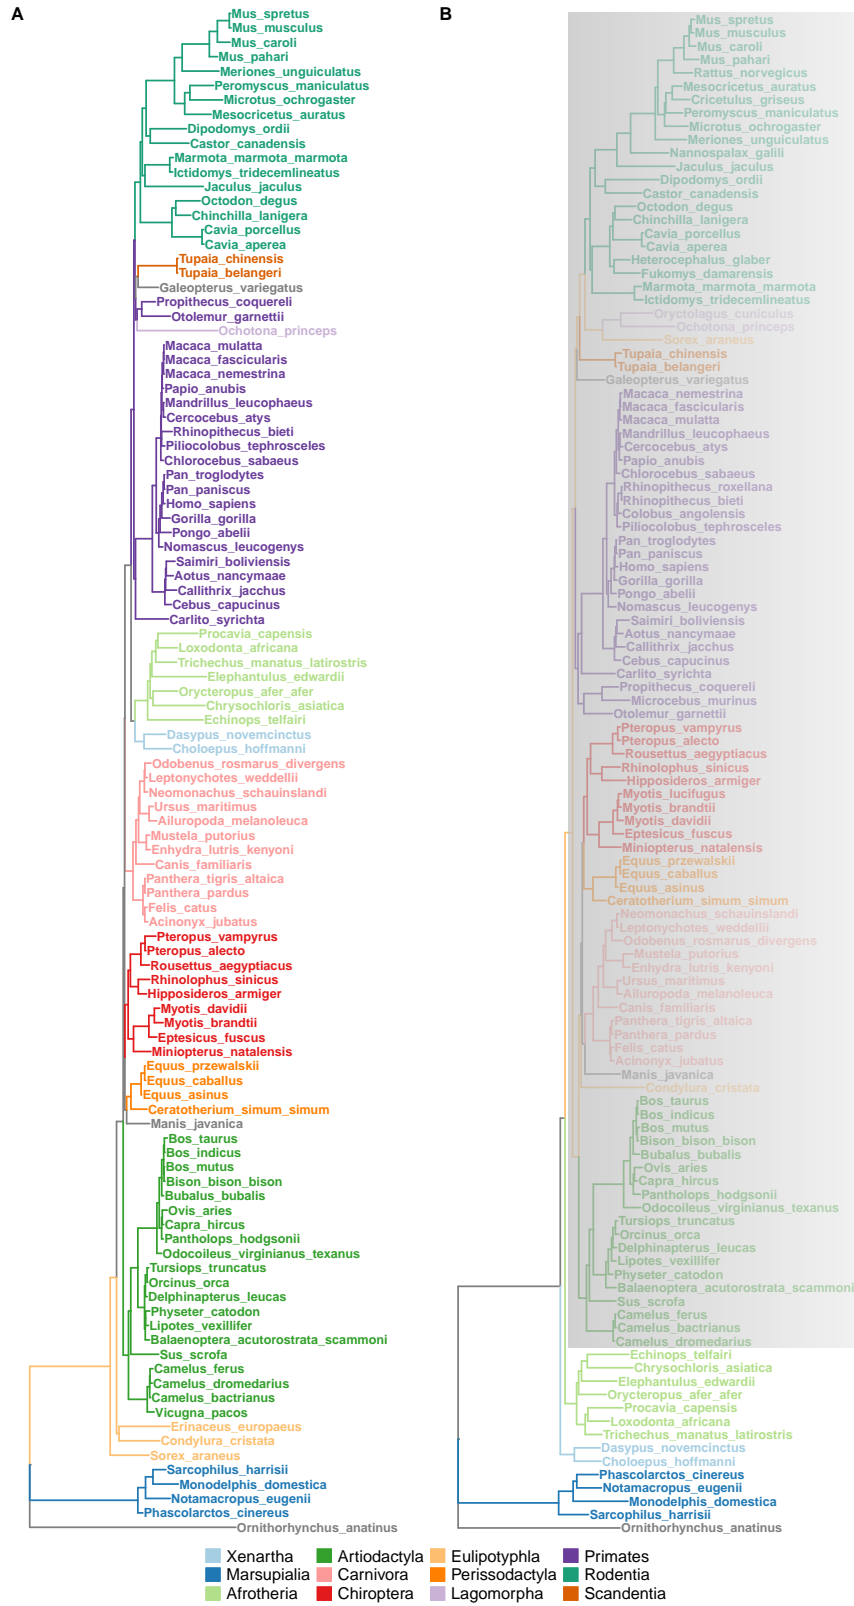 A
Mus_spretus
Mus_musculus
Mus_caroli
Mus_pahari
Meriones_unguiculatus
Peromyscus_maniculatus
Microtus_ochrogaster
Mesocricetus_auratus
Dipodomys_ordii
Castor_canadensis
Marmota_marmota_marmota
Ictidomys_tridecemlineatus
Jaculus_jaculus
Octodon_degus
Chinchilla_lanigera
Cavia_porcellus
Cavia_aperea
Tupaia_chinensis
Tupaia_belangeri
Galeopterus_variegatus
Propithecus_coquereli
Otolemur_garnettii
Ochotona_princeps
Macaca_mulatta
Macaca_fascicularis
Macaca_nemestrina
Papio_anubis
Mandrillus_leucophaeus
Cercocebus_atys
Rhinopithecus_bieti
Piliocolobus_tephrosceles
Chlorocebus_sabaeus
Pan_troglodytes
Pan_paniscus
Homo_sapiens
Gorilla_gorilla
Pongo_abelii
Nomascus_leucogenys
Saimiri_boliviensis
Aotus_nancymaae
Callithrix_jacchus
Cebus_capucinus
Carlito_syrichta
Procavia_capensis
Loxodonta_africana
Trichechus_manatus_latirostris
Elephantulus_edwardii
Orycteropus_afer_afer
Chrysochloris_asiatica
Echinops_telfairi
Dasypus_novemcinctus
Choloepus_hoffmanni
Odobenus_rosmarus_divergens
Leptonychotes_weddellii
Neomonachus_schauinslandi
Ursus_maritimus
Ailuropoda_melanoleuca
Mustela_putorius
Enhydra_lutris_kenyoni
Canis_familiaris
Panthera_tigris_altaica
Panthera_pardus
Felis_catus
Acinonyx_jubatus
Pteropus_vampyrus
Pteropus_alecto
Rousettus_aegyptiacus
Rhinolophus_sinicus
Hipposideros_armiger
Myotis_davidii
Myotis_brandtii
Eptesicus_fuscus
Miniopterus_natalensis
Equus_przewalskii
Equus_caballus
Equus_asinus
Ceratotherium_simum_simum
Manis_javanica
Bos_taurus
Bos_indicus
Bos_mutus
Bison_bison_bison
Bubalus_bubalis
Ovis_aries
Capra_hircus
Pantholops_hodgsonii
Odocoileus_virginianus_texanus
Tursiops_truncatus
Orcinus_orca
Delphinapterus_leucas
Physeter_catodon
Lipotes_vexillifer
Balaenoptera_acutorostrata_scammoni
Sus_scrofa
Camelus_ferus
Camelus_dromedarius
Camelus_bactrianus
Vicugna_pacos
Erinaceus_europaeus
Condylura_cristata
Sorex_araneus
Sarcophilus_harrisii
Monodelphis_domestica
Notamacropus_eugenii
Phascolarctos_cinereus
Ornithorhynchus_anatinus
B
Mus_spretus
Mus_musculus
Mus_caroli
Mus_pahari
Rattus_norvegicus
Mesocricetus_auratus
Cricetulus_griseus
Peromyscus_maniculatus
Microtus_ochrogaster
Meriones_unguiculatus
Nannospalax_galili
Jaculus_jaculus
Dipodomys_ordii
Castor_canadensis
Octodon_degus
Chinchilla_lanigera
Cavia_porcellus
Cavia_aperea
Heterocephalus_glaber
Fukomys_damarensis
Marmota_marmota_marmota
Ictidomys_tridecemlineatus
Oryctolagus_cuniculus
Ochotona_princeps
Sorex_araneus
Tupaia_chinensis
Tupaia_belangeri
Galeopterus_variegatus
Macaca_nemestrina
Macaca_fascicularis
Macaca_mulatta
Mandrillus_leucophaeus
Cercocebus_atys
Papio_anubis
Chlorocebus_sabaeus
Rhinopithecus_roxellana
Rhinopithecus_bieti
Colobus_angolensis
Piliocolobus_tephrosceles
Pan_troglodytes
Pan_paniscus
Homo_sapiens
Gorilla_gorilla
Pongo_abelii
Nomascus_leucogenys
Saimiri_boliviensis
Aotus_nancymaae
Callithrix_jacchus
Cebus_capucinus
Carlito_syrichta
Propithecus_coquereli
Microcebus_murinus
Otolemur_garnettii
Pteropus_vampyrus
Pteropus_alecto
Rousettus_aegyptiacus
Rhinolophus_sinicus
Hipposideros_armiger
Myotis_lucifugus
Myotis_brandtii
Myotis_davidii
Eptesicus_fuscus
Miniopterus_natalensis
Equus_przewalskii
Equus_caballus
Equus_asinus
Ceratotherium_simum_simum
Neomonachus_schauinslandi
Leptonychotes_weddellii
Odobenus_rosmarus_divergens
Mustela_putorius
Enhydra_lutris_kenyoni
Ursus_maritimus
Ailuropoda_melanoleuca
Canis_familiaris
Panthera_tigris_altaica
Panthera_pardus
Felis_catus
Acinonyx_jubatus
Manis_javanica
Condylura_cristata
Bos_taurus
Bos_indicus
Bos_mutus
Bison_bison_bison
Bubalus_bubalis
Ovis_aries
Capra_hircus
Pantholops_hodgsonii
Odocoileus_virginianus_texanus
Tursiops_truncatus
Orcinus_orca
Delphinapterus_leucas
Lipotes_vexillifer
Physeter_catodon
Balaenoptera_acutorostrata_scammoni
Sus_scrofa
Camelus_ferus
Camelus_bactrianus
Camelus_dromedarius
Echinops_telfairi
Chrysochloris_asiatica
Elephantulus_edwardii
Orycteropus_afer_afer
Procavia_capensis
Loxodonta_africana
Trichechus_manatus_latirostris
Dasypus_novemcinctus
Choloepus_hoffmanni
Phascolarctos_cinereus
Notamacropus_eugenii
Monodelphis_domestica
Sarcophilus_harrisii
Ornithorhynchus_anatinus
Xenartha Artiodactyla Eulipotyphla Primates
Marsupialia Carnivora Perissodactyla Rodentia
Afrotheria Chiroptera Lagomorpha Scandentia